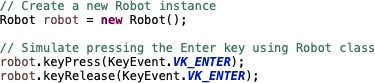 // Create a new Robot instance
Robot robot = new Robot();
// Simulate pressing the Enter key using Robot class
robot.keyPress(KeyEvent.VK_ENTER);
robot.keyRelease(KeyEvent.VK_ENTER);